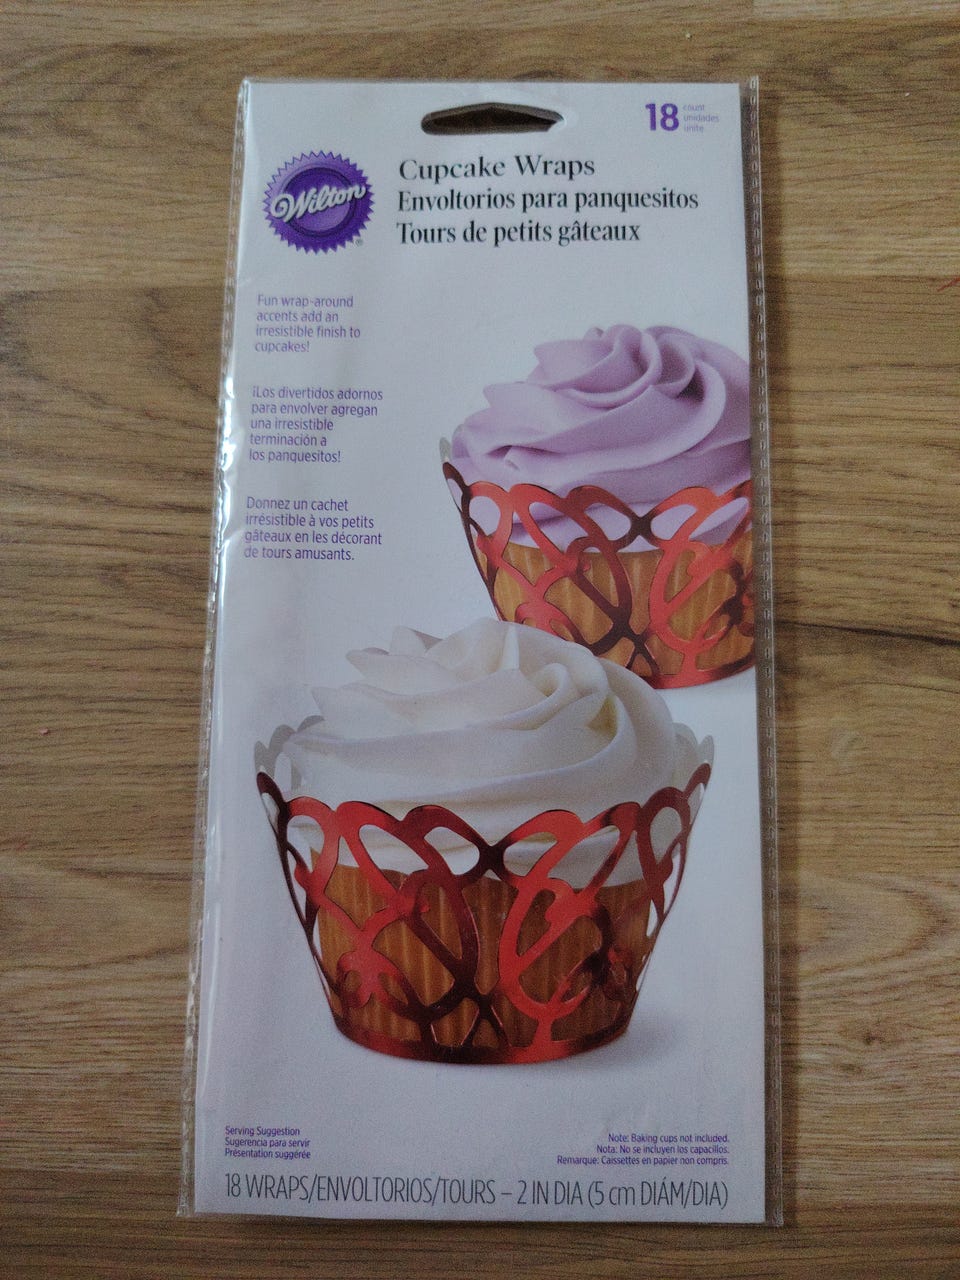 18 count
unidades
unité
Wilton®
Cupcake Wraps
Envoltorios para panquesitos
Tours de petits gâteaux
Fun wrap-around
accents add an
irresistible finish to
cupcakes!
¡Los divertidos adornos
para envolver agregan
una irresistible
terminación a
los panquesitos!
Donnez un cachet
irrésistible à vos petits
gâteaux en les décorant
de tours amusants.
Serving Suggestion
Sugerencia para servir
Présentation suggérée
Note: Baking cups not included.
Nota: No se incluyen los capacillos.
Remarque: Caissettes en papier non compris.
18 WRAPS/ENVOLTORIOS/TOURS – 2 IN DIA (5 cm DIÁM/DIA)